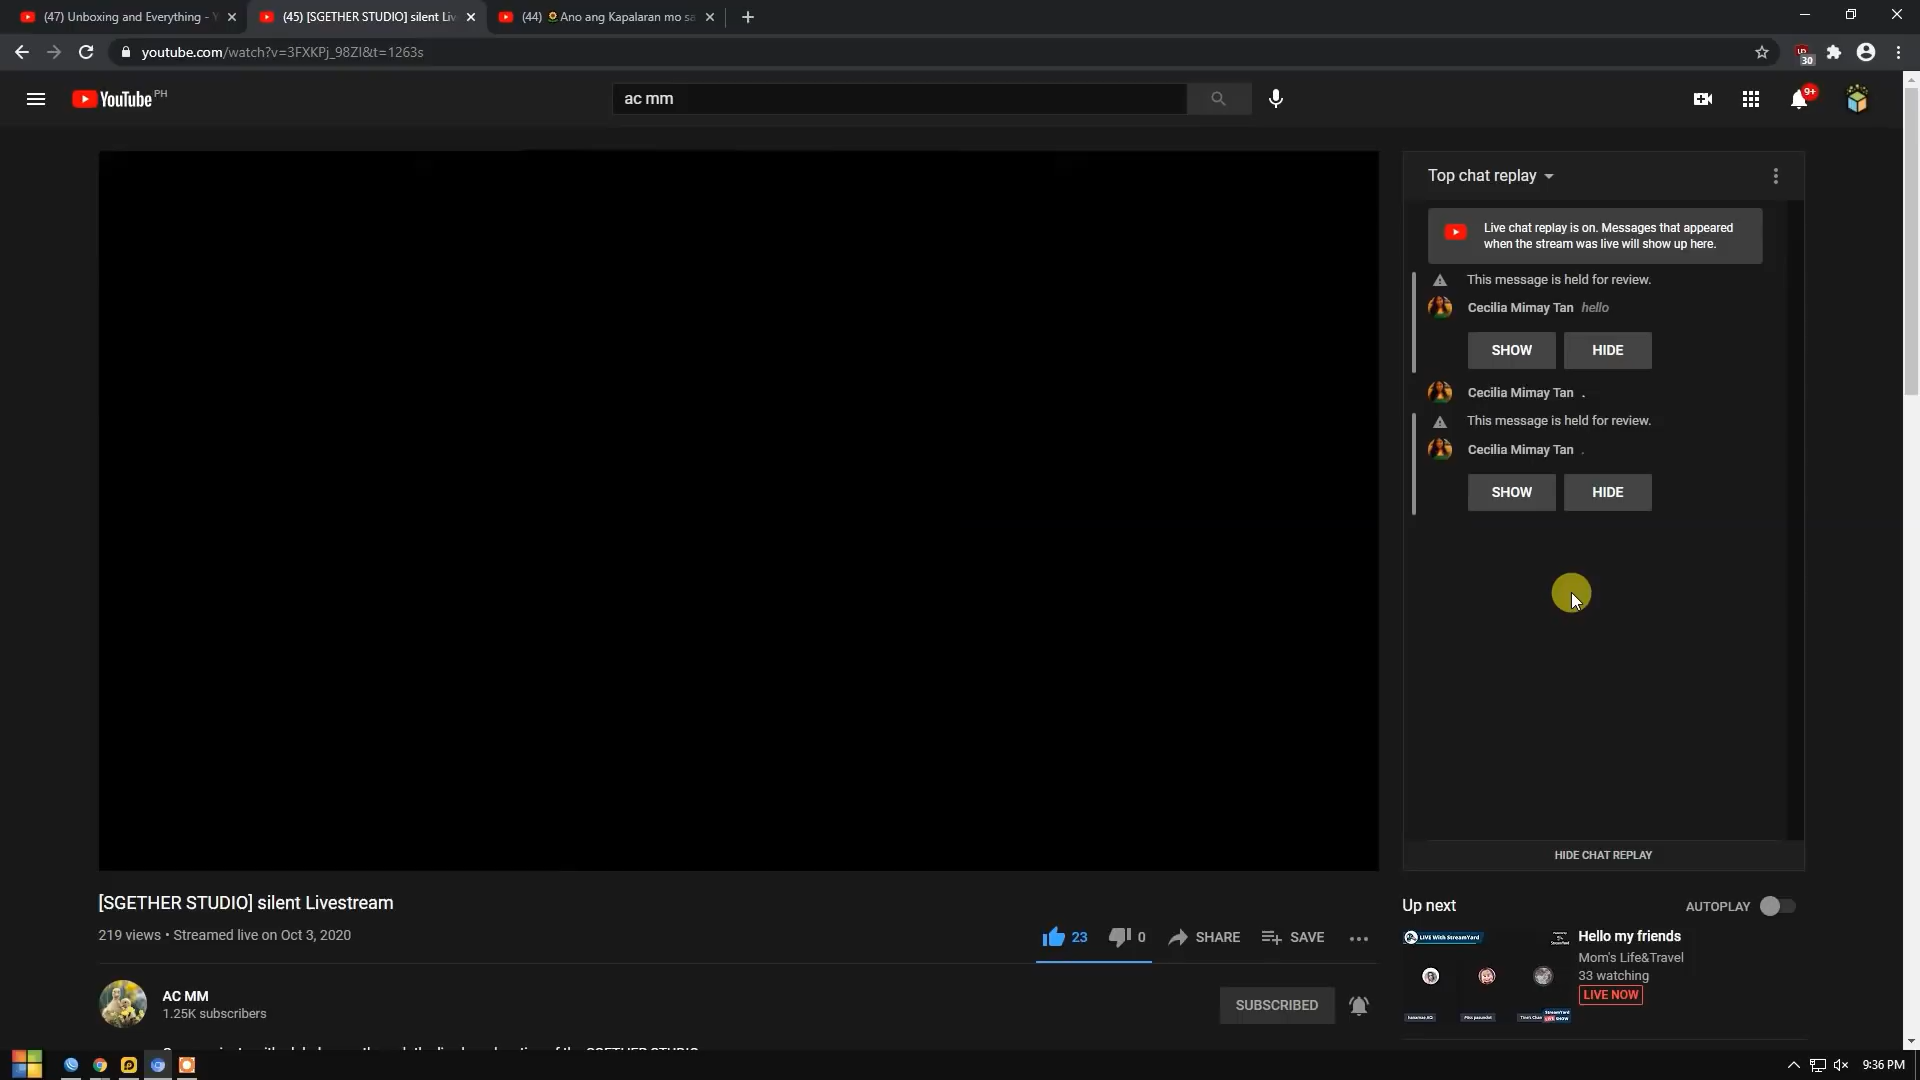 (47) Unboxing and Everything - Y
(45) [SGETHER STUDIO] silent Liv
(44) 🌻Ano ang Kapalaran mo sa
youtube.com/watch?v=3FXKPj_98ZI&t=1263s
30
YouTube PH
ac mm
9+
Top chat replay
Live chat replay is on. Messages that appeared
when the stream was live will show up here.
This message is held for review.
Cecilia Mimay Tan hello
SHOW HIDE
Cecilia Mimay Tan .
This message is held for review.
Cecilia Mimay Tan .
SHOW HIDE
HIDE CHAT REPLAY
[SGETHER STUDIO] silent Livestream
219 views • Streamed live on Oct 3, 2020
23 0 SHARE SAVE
AC MM
1.25K subscribers
SUBSCRIBED
Up next
AUTOPLAY
LIVE With StreamYard
Hello my friends
Mom's Life&Travel
33 watching
LIVE NOW
9:36 PM